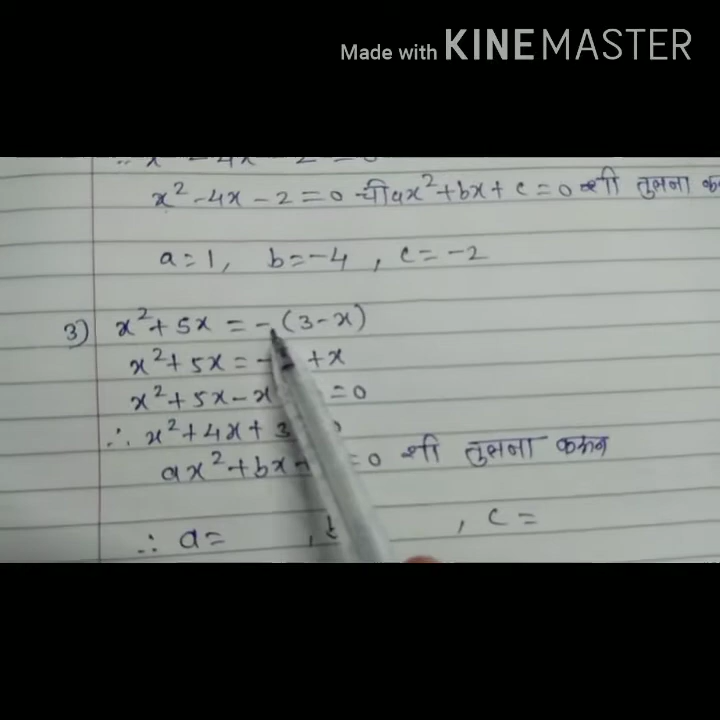 Made with KINEMASTER
x² - 4x - 2 = 0 ची ax² + bx + c = 0 शी तुलना
a = 1, b = -4, c = -2
3) x² + 5x = -(3 - x)
x² + 5x = - + x
x² + 5x - x = 0
∴ x² + 4x + 3
ax² + bx = 0 शी तुलना करून
∴ a = , , c =